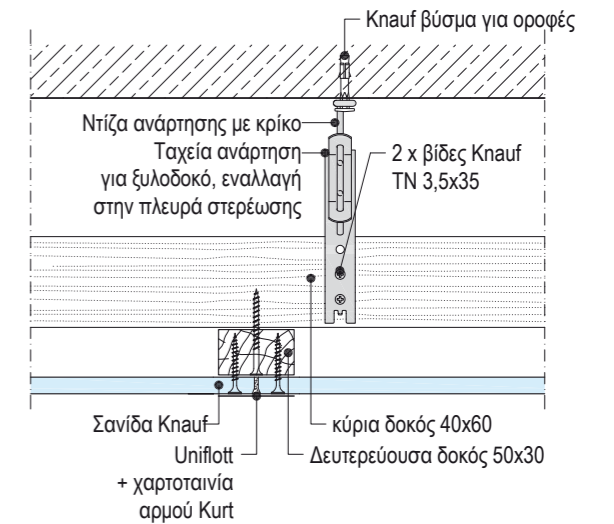 Knauf βύσμα για οροφές
Ντίζα ανάρτησης με κρίκο
Ταχεία ανάρτηση
για ξυλοδοκό, εναλλαγή
στην πλευρά στερέωσης
2 x βίδες Knauf
TN 3,5x35
Σανίδα Knauf
Uniflott
+ χαρτοταινία
αρμού Kurt
κύρια δοκός 40x60
Δευτερεύουσα δοκός 50x30